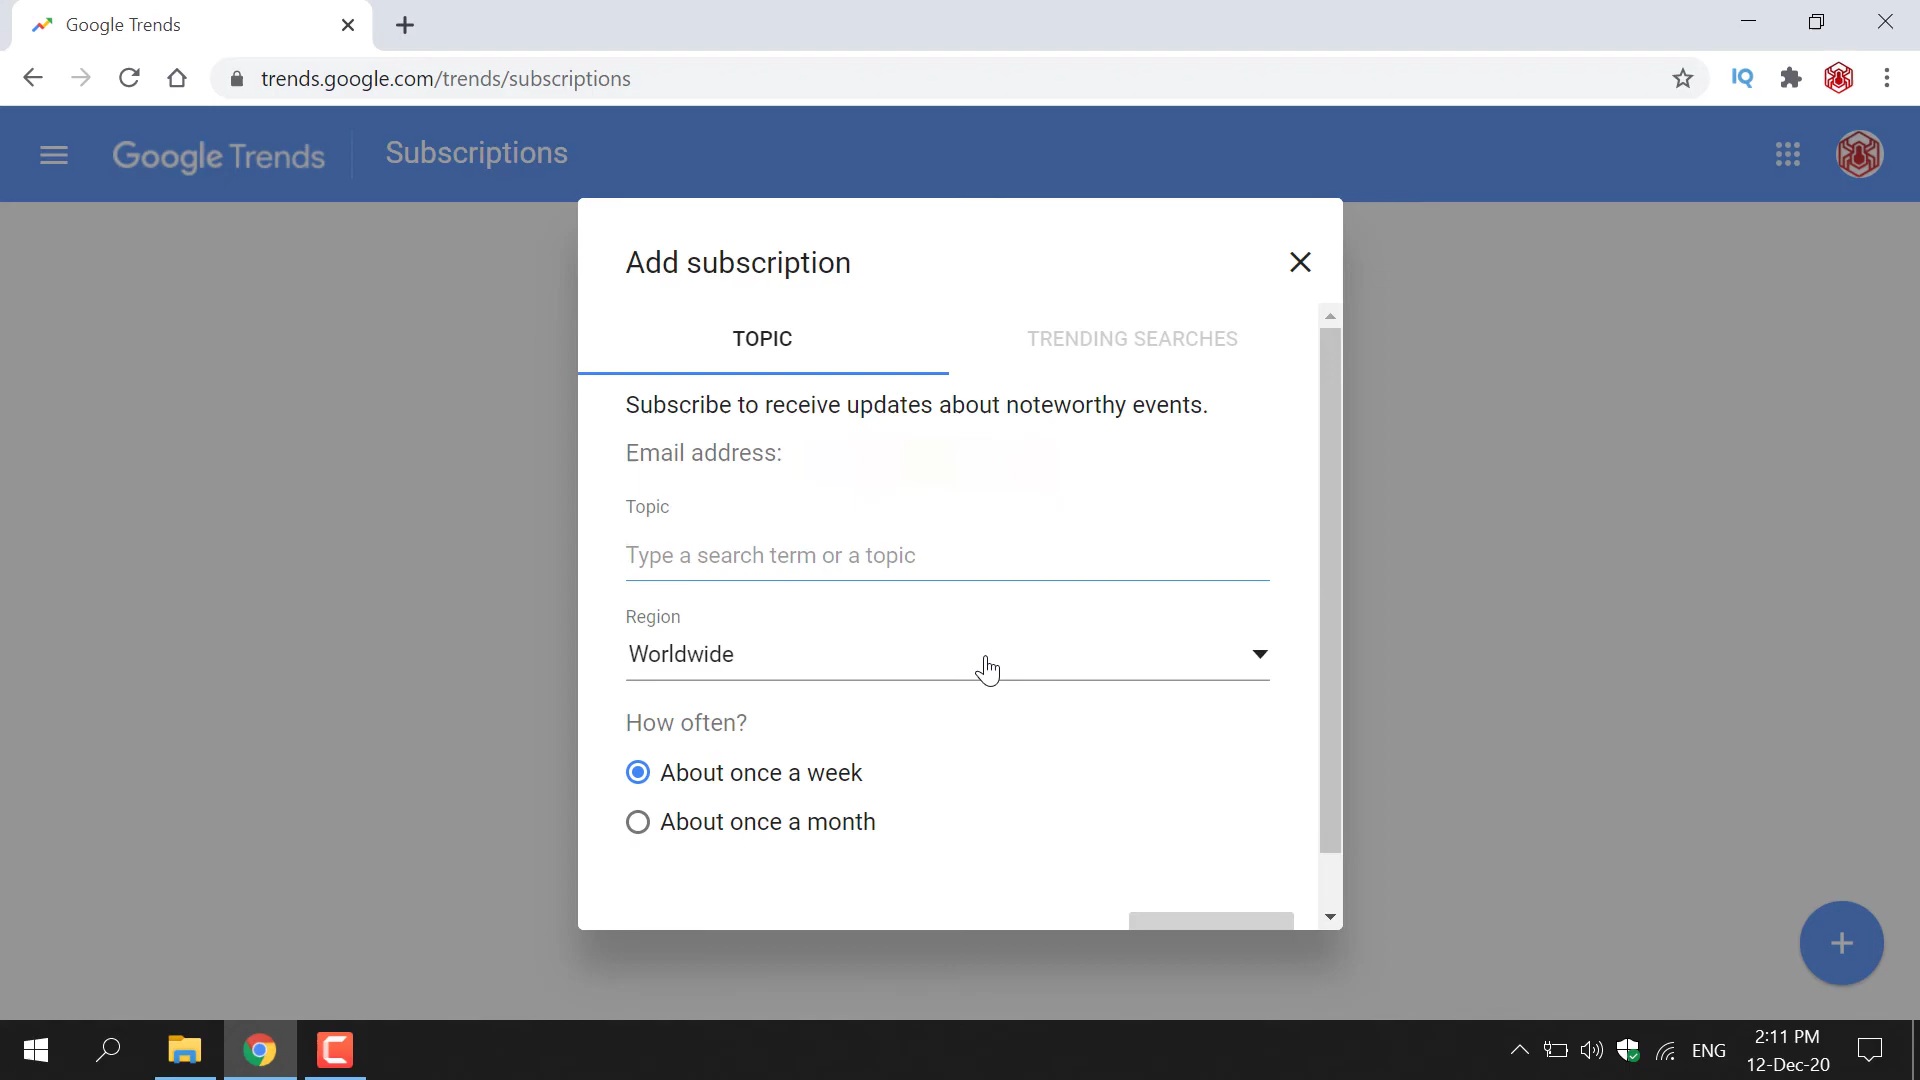 Google Trends
trends.google.com/trends/subscriptions
IQ
Google Trends
Subscriptions
Add subscription
TOPIC
TRENDING SEARCHES
Subscribe to receive updates about noteworthy events.
Email address:
Topic
Type a search term or a topic
Region
Worldwide
How often?
About once a week
About once a month
ENG
2:11 PM
12-Dec-20